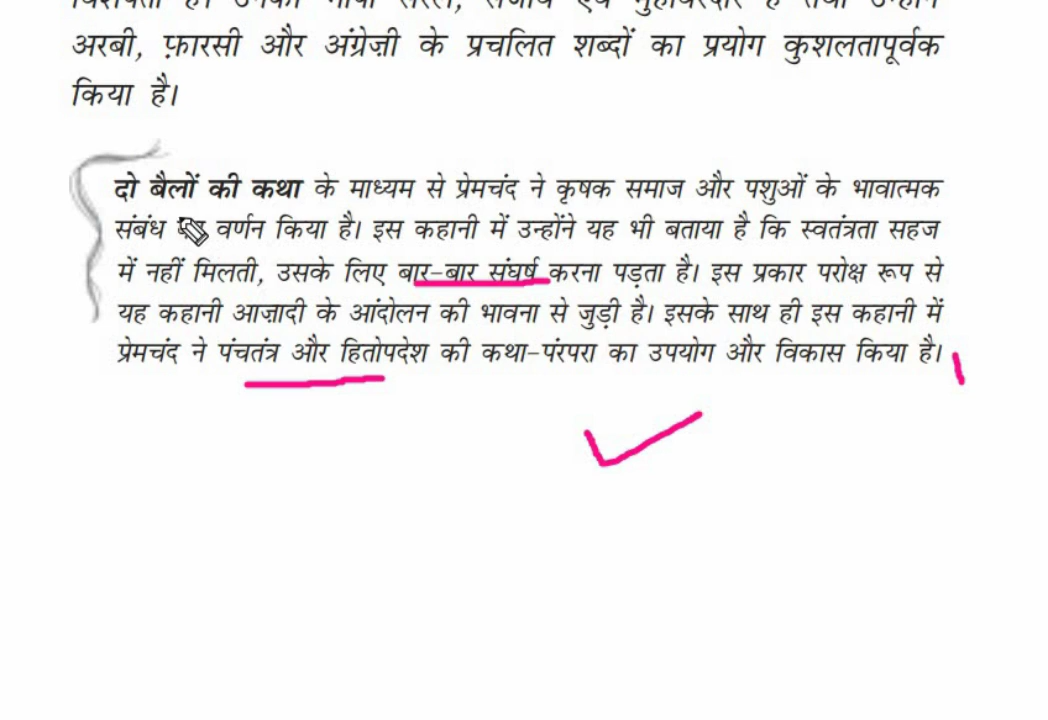 अरबी, फ़ारसी और अंग्रेज़ी के प्रचलित शब्दों का प्रयोग कुशलतापूर्वक
किया है।
दो बैलों की कथा के माध्यम से प्रेमचंद ने कृषक समाज और पशुओं के भावात्मक
संबंध वर्णन किया है। इस कहानी में उन्होंने यह भी बताया है कि स्वतंत्रता सहज
में नहीं मिलती, उसके लिए बार-बार संघर्ष करना पड़ता है। इस प्रकार परोक्ष रूप से
यह कहानी आज़ादी के आंदोलन की भावना से जुड़ी है। इसके साथ ही इस कहानी में
प्रेमचंद ने पंचतंत्र और हितोपदेश की कथा-परंपरा का उपयोग और विकास किया है।